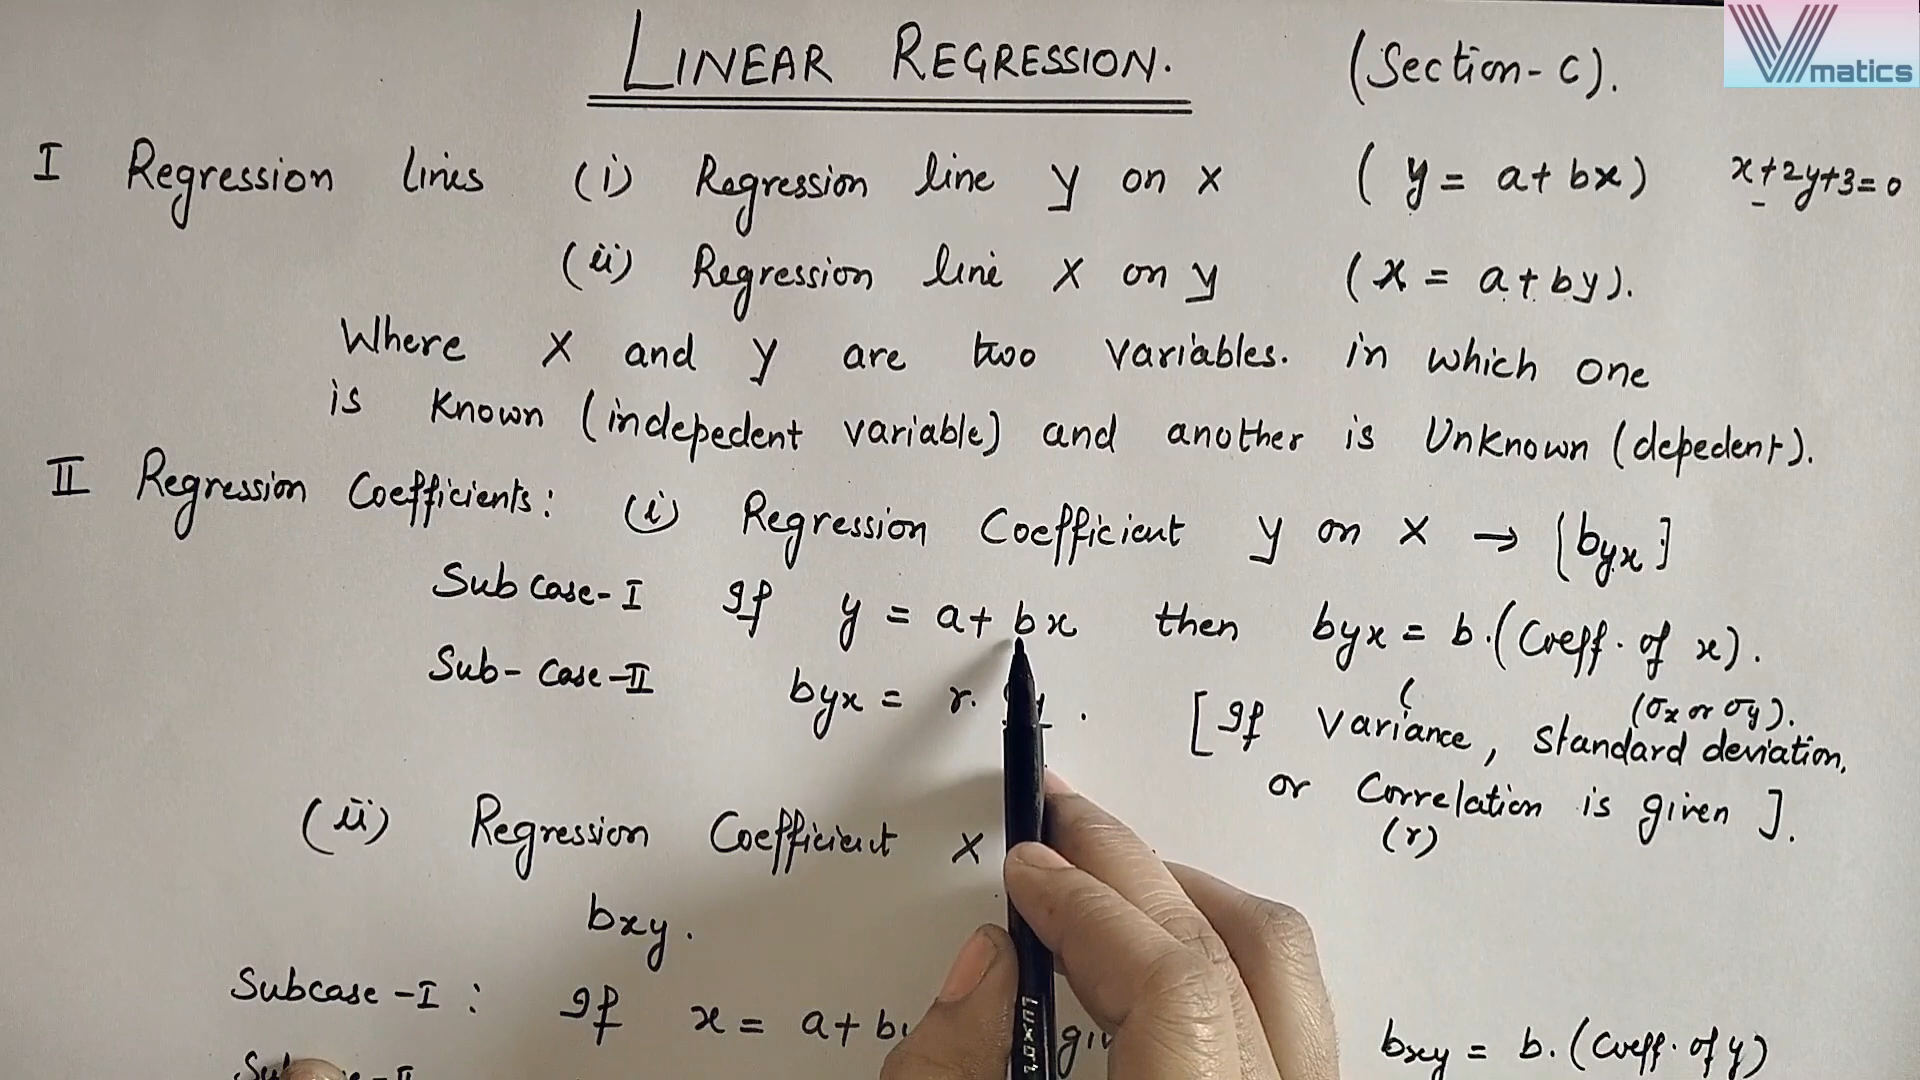 LINEAR REGRESSION. (Section-C).
Vmatics
I Regression lines (i) Regression line y on x (y = a+bx) x+2y+3=0
(ii) Regression line x on y (x = a+by).
Where x and y are two variables. in which one
is known (indepedent variable) and another is Unknown (depedent).
II Regression Coefficients: (i) Regression Coefficient y on x → [byx]
Subcase-I If y = a+bx then byx = b.(Coeff. of x).
Sub-Case-II byx = r.
(σx or σy).
[If Variance, standard deviation,
or Correlation is given].
(r)
(ii) Regression Coefficient x
bxy.
Subcase-I: If x = a+b bxy = b.(Coeff. of y)
LUXOR